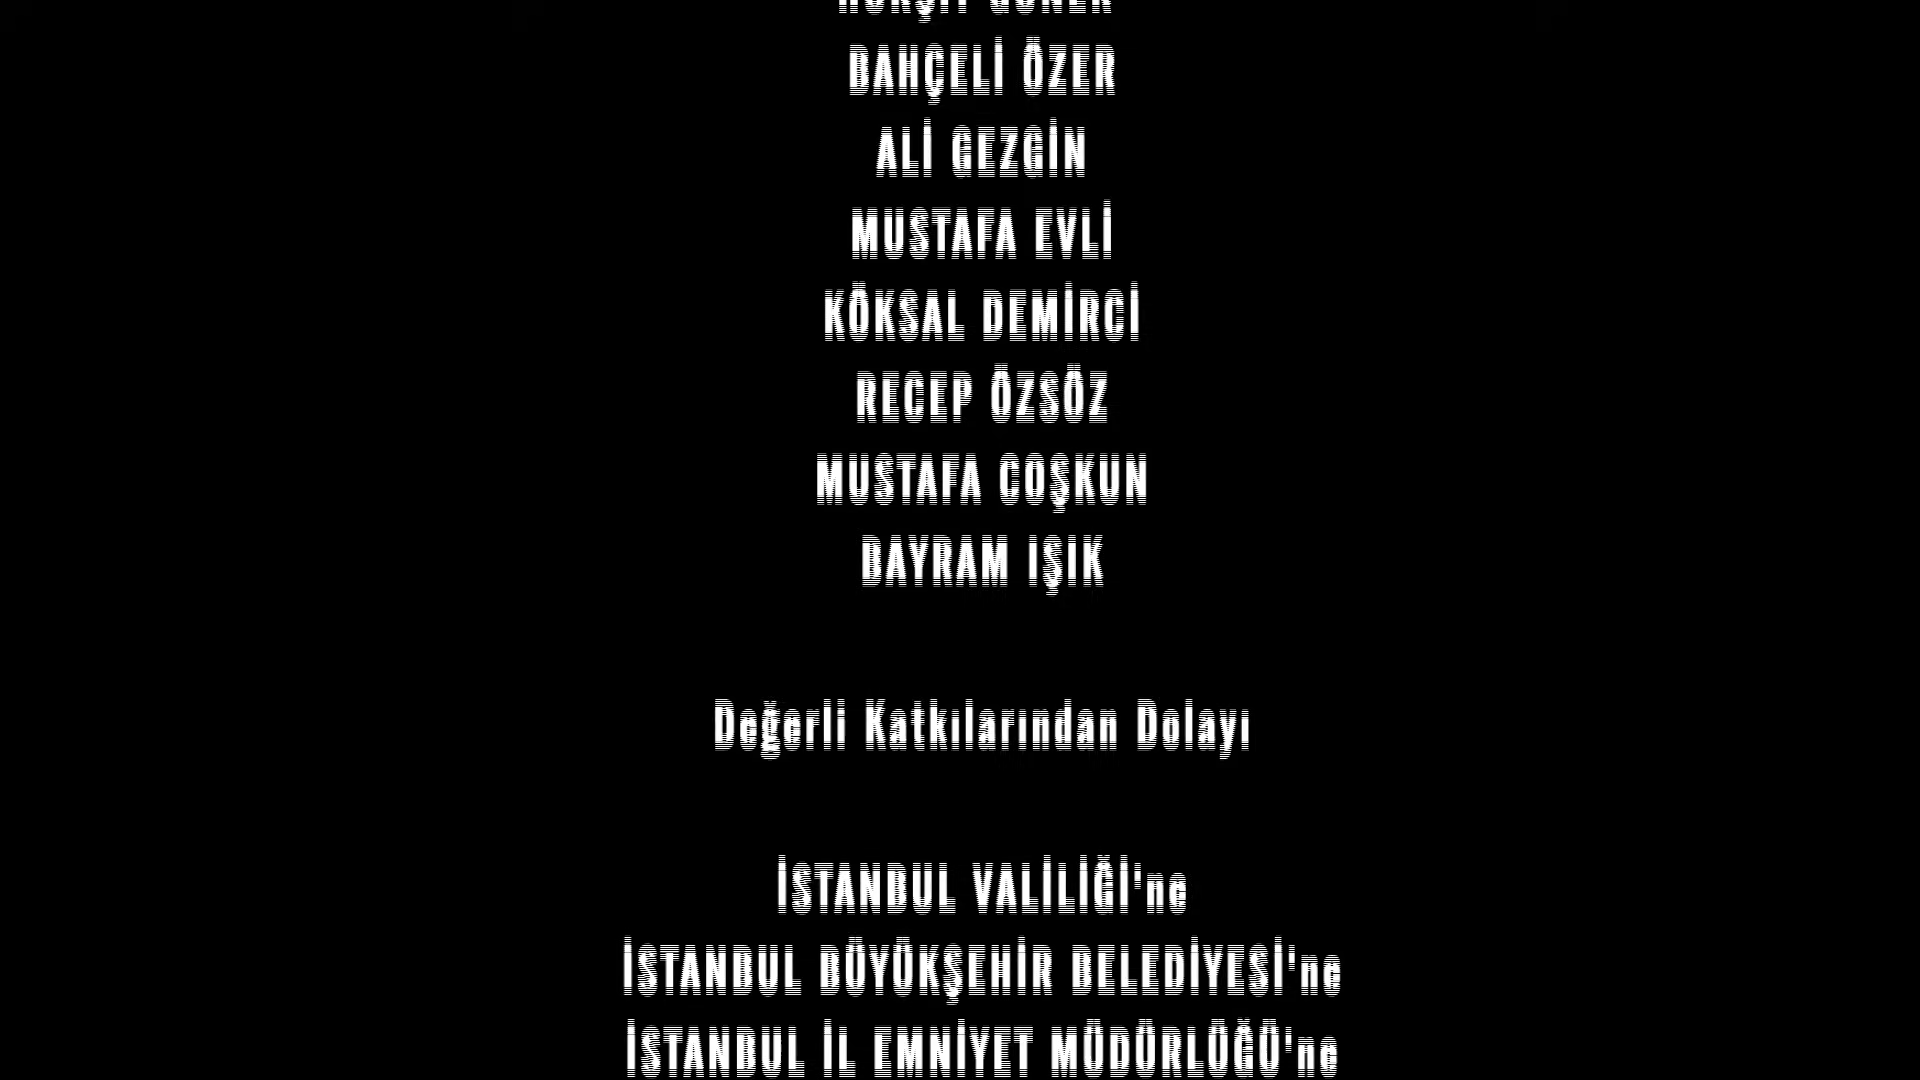 BAHÇELİ ÖZER
ALİ GEZGİN
MUSTAFA EVLİ
KÖKSAL DEMİRCİ
RECEP ÖZSÖZ
MUSTAFA COŞKUN
BAYRAM IŞIK
Değerli Katkılarından Dolayı
İSTANBUL VALİLİĞİ'ne
İSTANBUL BÜYÜKŞEHİR BELEDİYESİ'ne
İSTANBUL İL EMNİYET MÜDÜRLÜĞÜ'ne